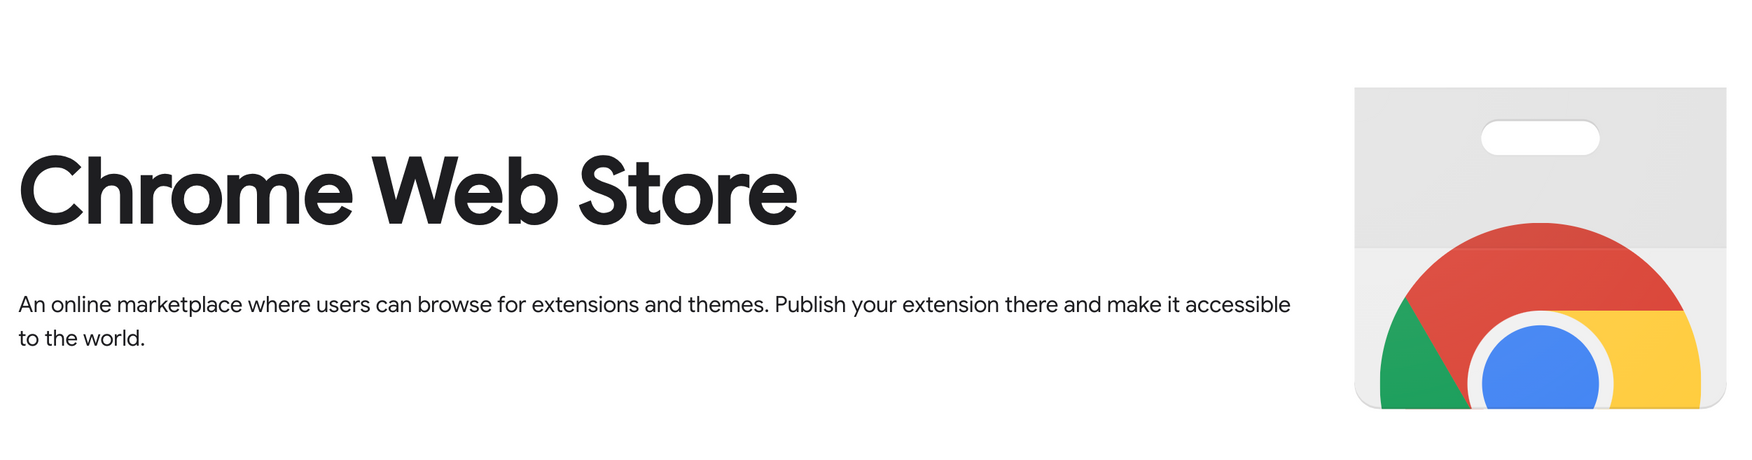 Chrome Web Store
An online marketplace where users can browse for extensions and themes. Publish your extension there and make it accessible
to the world.